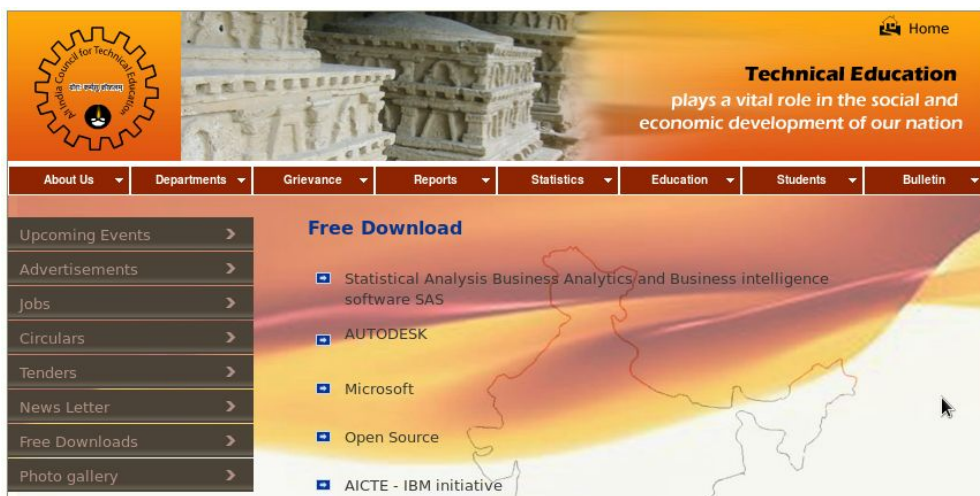 All India Council for Technical Education
Home
Technical Education
plays a vital role in the social and
economic development of our nation
About Us
Departments
Grievance
Reports
Statistics
Education
Students
Bulletin
Upcoming Events
Advertisements
Jobs
Circulars
Tenders
News Letter
Free Downloads
Photo gallery
Free Download
Statistical Analysis Business Analytics and Business intelligence
software SAS
AUTODESK
Microsoft
Open Source
AICTE - IBM initiative